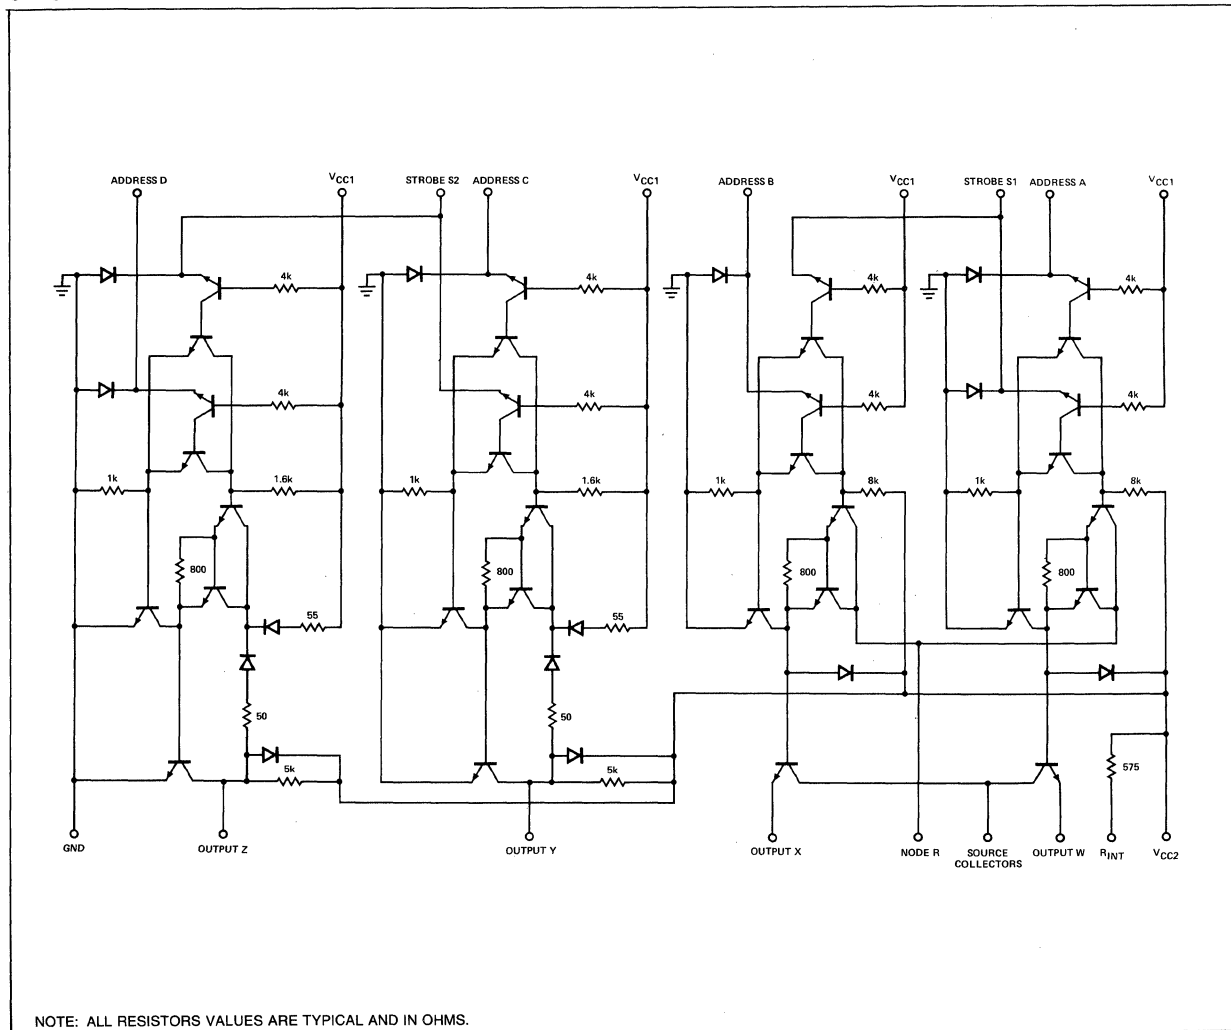 ADDRESS D
VCC1
STROBE S2
ADDRESS C
VCC1
ADDRESS B
VCC1
STROBE S1
ADDRESS A
VCC1
4k
4k
4k
4k
4k
4k
4k
4k
1k
1.6k
1k
1.6k
1k
8k
1k
8k
800
800
800
800
55
55
50
50
5k
5k
575
GND
OUTPUT Z
OUTPUT Y
OUTPUT X
NODE R
SOURCE
COLLECTORS
OUTPUT W
RINT
VCC2
NOTE: ALL RESISTORS VALUES ARE TYPICAL AND IN OHMS.